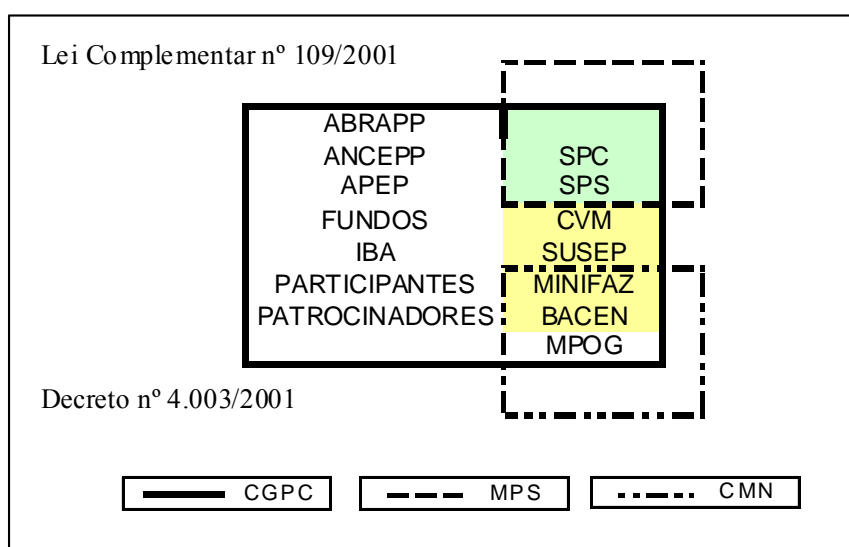 Lei Complementar nº 109/2001
ABRAPP
ANCEPP SPC
APEP SPS
FUNDOS CVM
IBA SUSEP
PARTICIPANTES MINIFAZ
PATROCINADORES BACEN
MPOG
Decreto nº 4.003/2001
CGPC MPS CMN